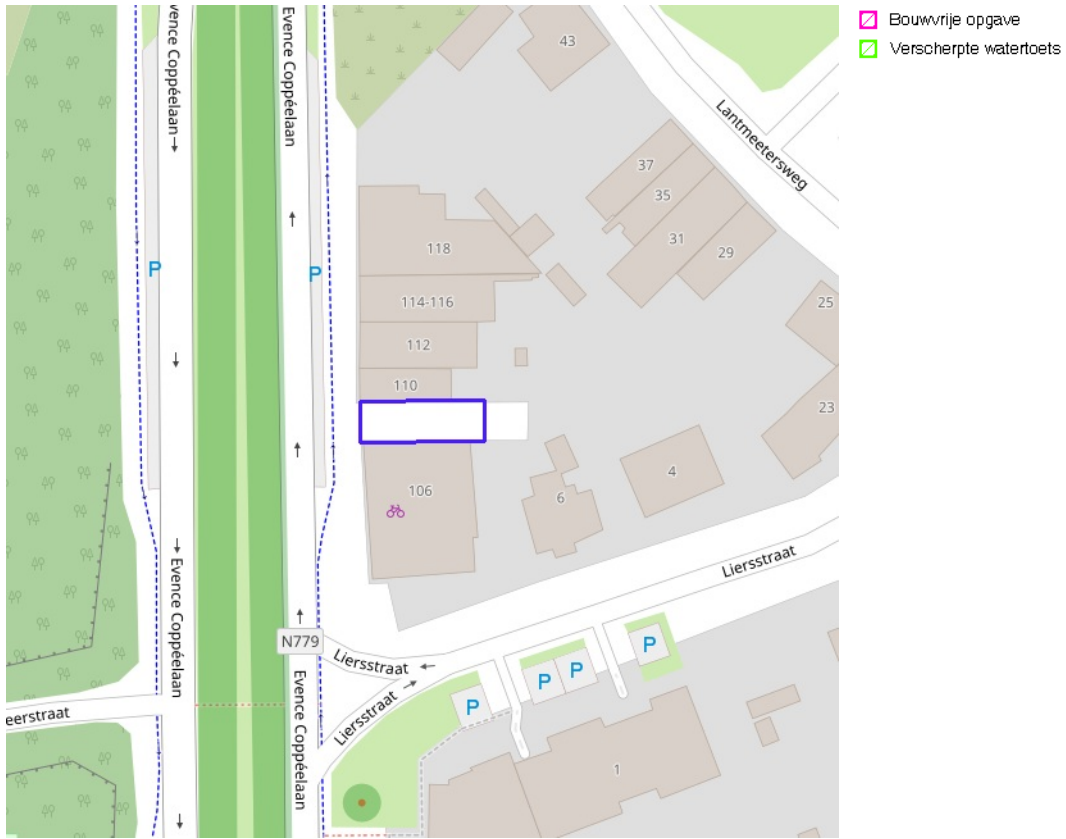 Bouwvrije opgave
Verscherpte watertoets
Evence Coppéelaan
Evence Coppéelaan
43
Lantmeetersweg
37
35
31
29
118
P
P
114-116
25
112
110
23
106
4
6
Liersstraat
Evence Coppéelaan
N779
P
Liersstraat
P
P
Evence Coppéelaan
P
Liersstraat
eerstraat
1